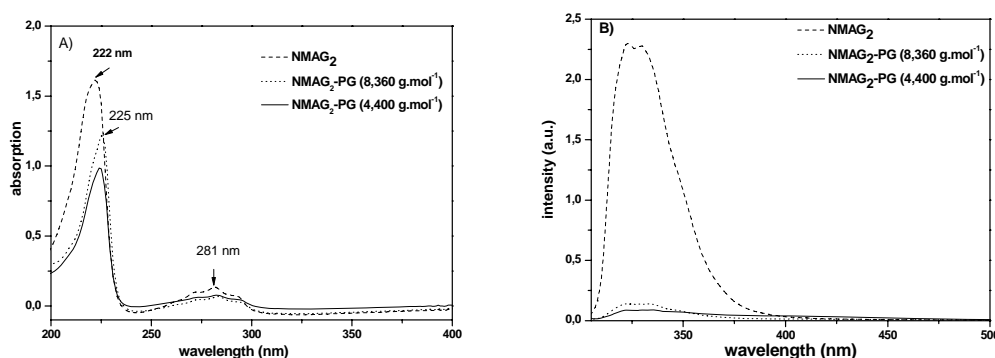 A)
2,0
1,5
1,0
0,5
0,0
absorption
222 nm
225 nm
281 nm
NMAG2
NMAG2-PG (8,360 g.mol-1)
NMAG2-PG (4,400 g.mol-1)
200 250 300 350 400
wavelength (nm)
B)
2,5
2,0
1,5
1,0
0,5
0,0
intensity (a.u.)
NMAG2
NMAG2-PG (8,360 g.mol-1)
NMAG2-PG (4,400 g.mol-1)
350 400 450 500
wavelength (nm)